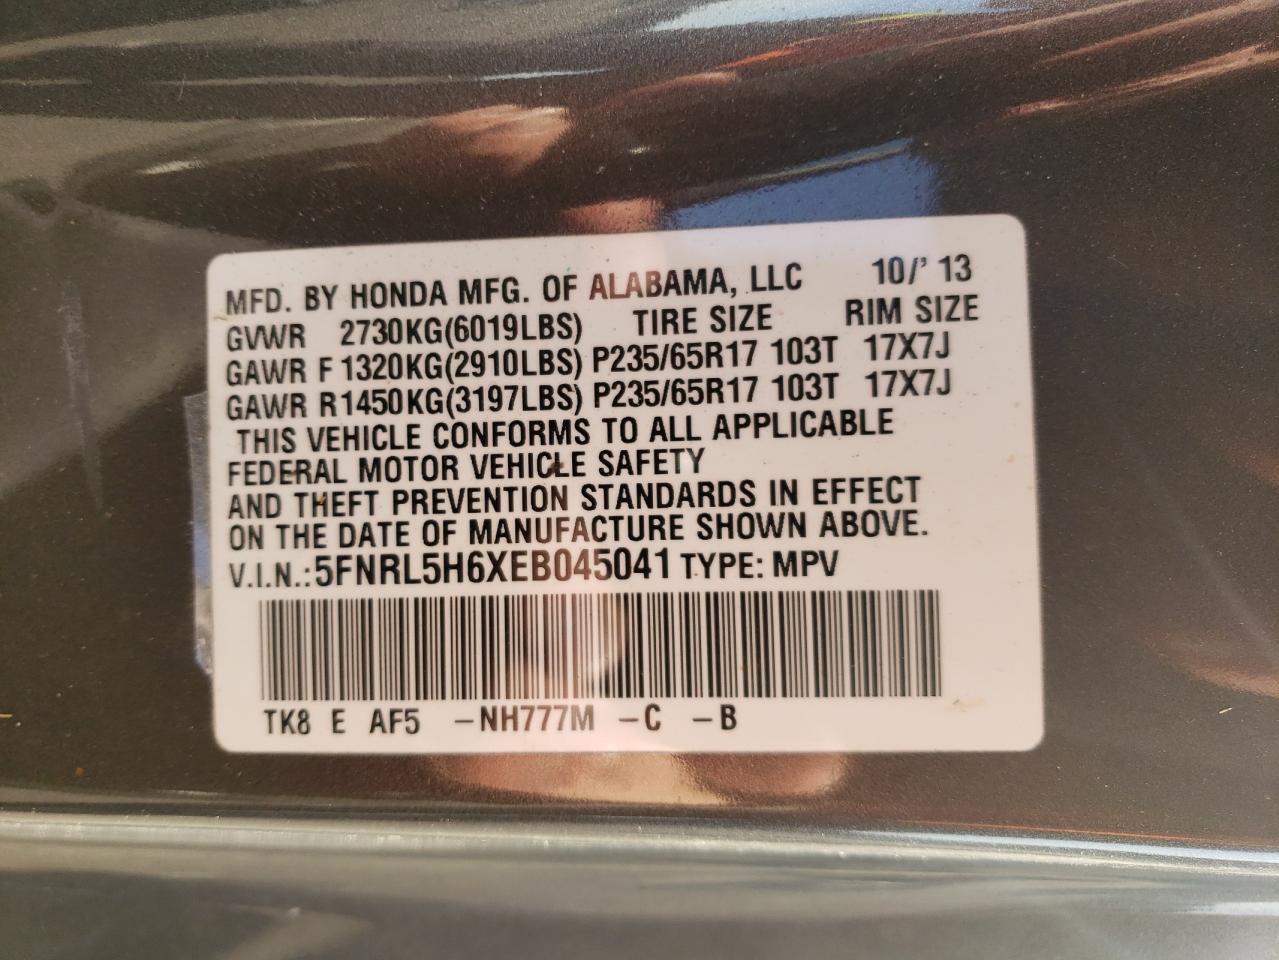 MFD. BY HONDA MFG. OF ALABAMA, LLC 10/' 13
GVWR 2730KG(6019LBS) TIRE SIZE RIM SIZE
GAWR F 1320KG(2910LBS) P235/65R17 103T 17X7J
GAWR R1450KG(3197LBS) P235/65R17 103T 17X7J
THIS VEHICLE CONFORMS TO ALL APPLICABLE
FEDERAL MOTOR VEHICLE SAFETY
AND THEFT PREVENTION STANDARDS IN EFFECT
ON THE DATE OF MANUFACTURE SHOWN ABOVE.
V.I.N.:5FNRL5H6XEB045041 TYPE: MPV
TK8 E AF5 -NH777M -C -B